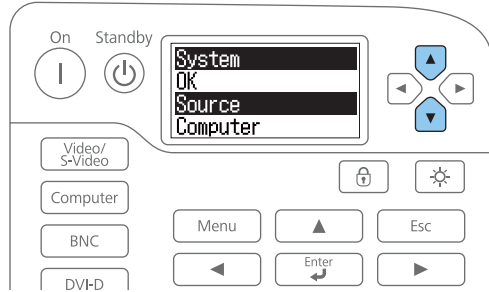 On
Standby
System
OK
Source
Computer
Video/
S-Video
Computer
BNC
DVI-D
Menu
Esc
Enter